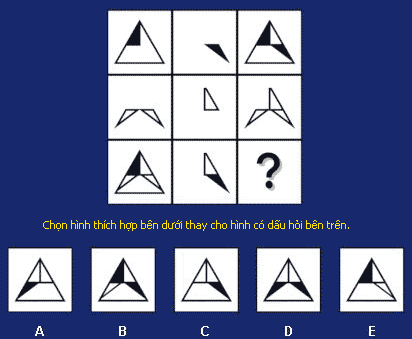 ?
Chọn hình thích hợp bên dưới thay cho hình có dấu hỏi bên trên.
A B C D E